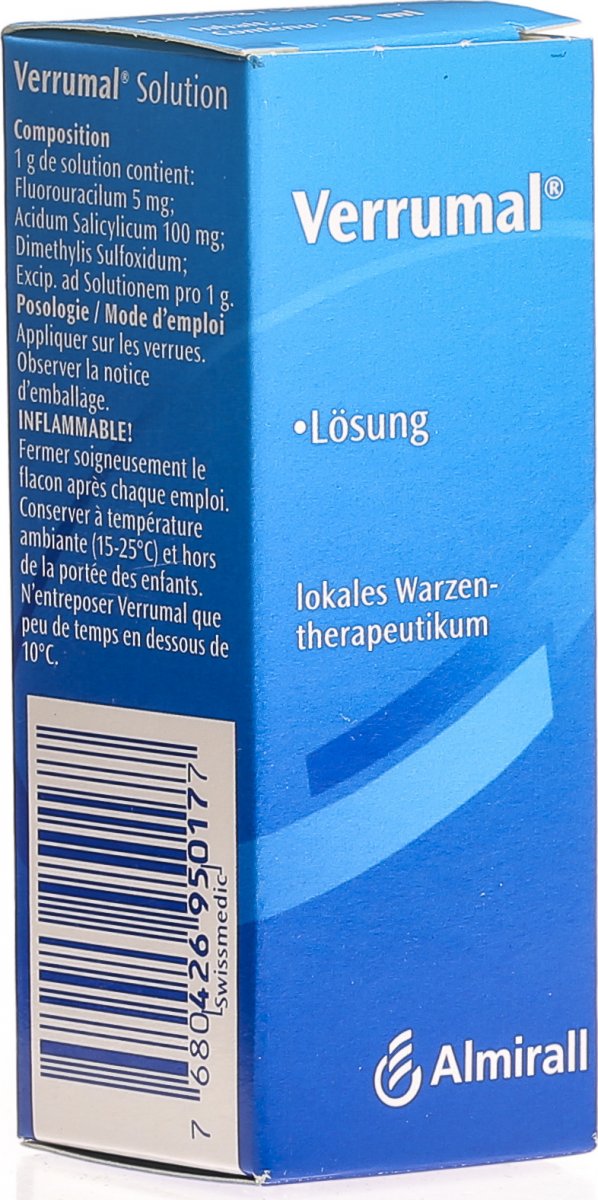 Contenu: 13 ml
Verrumal® Solution
Composition
1 g de solution contient:
Fluorouracilum 5 mg;
Acidum Salicylicum 100 mg;
Dimethylis Sulfoxidum;
Excip. ad Solutionem pro 1 g.
Posologie / Mode d’emploi
Appliquer sur les verrues.
Observer la notice
d’emballage.
INFLAMMABLE!
Fermer soigneusement le
flacon après chaque emploi.
Conserver à température
ambiante (15-25°C) et hors
de la portée des enfants.
N’entreposer Verrumal que
peu de temps en dessous de
10°C.
7 680426 950177
Swissmedic
Verrumal®
•Lösung
lokales Warzen-
therapeutikum
Almirall